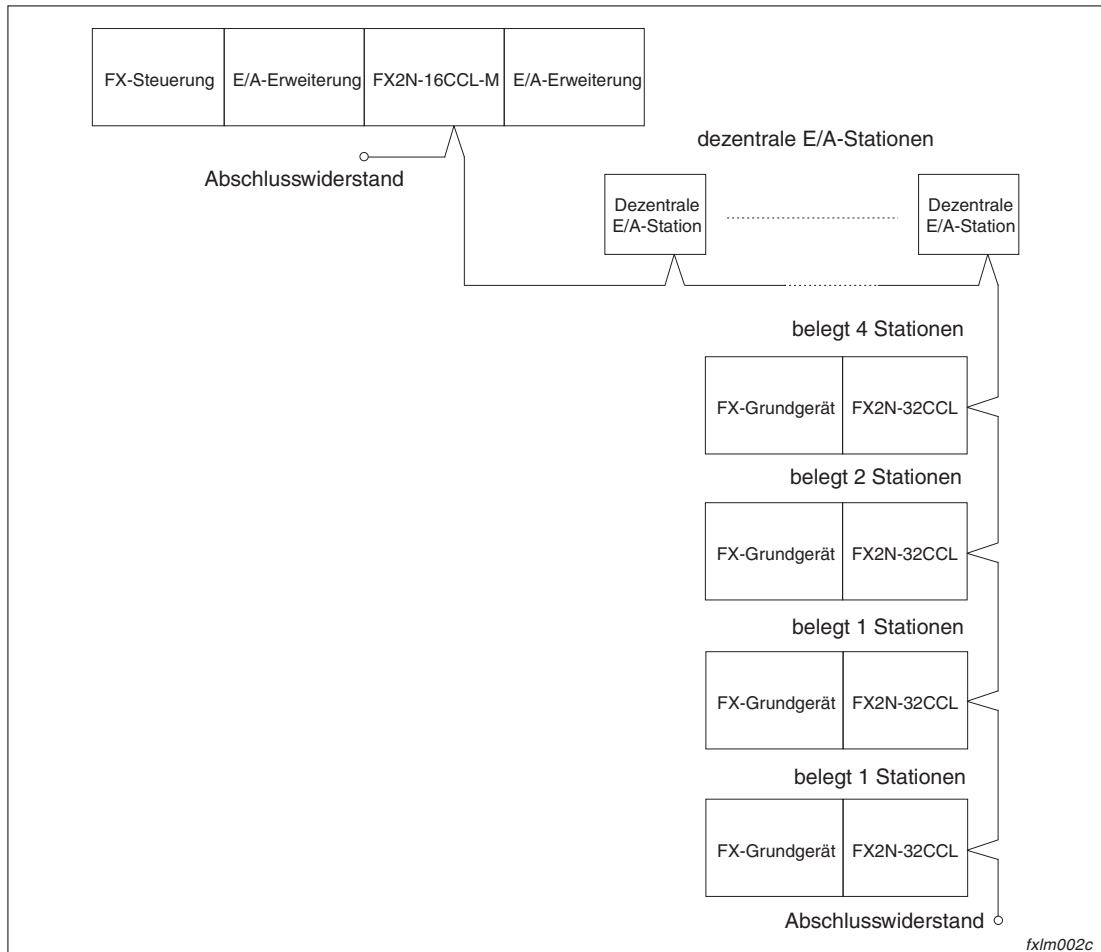 FX-Steuerung E/A-Erweiterung FX2N-16CCL-M E/A-Erweiterung
dezentrale E/A-Stationen
Abschlusswiderstand
Dezentrale
E/A-Station
Dezentrale
E/A-Station
belegt 4 Stationen
FX-Grundgerät FX2N-32CCL
belegt 2 Stationen
FX-Grundgerät FX2N-32CCL
belegt 1 Stationen
FX-Grundgerät FX2N-32CCL
belegt 1 Stationen
FX-Grundgerät FX2N-32CCL
Abschlusswiderstand
fxlm002c